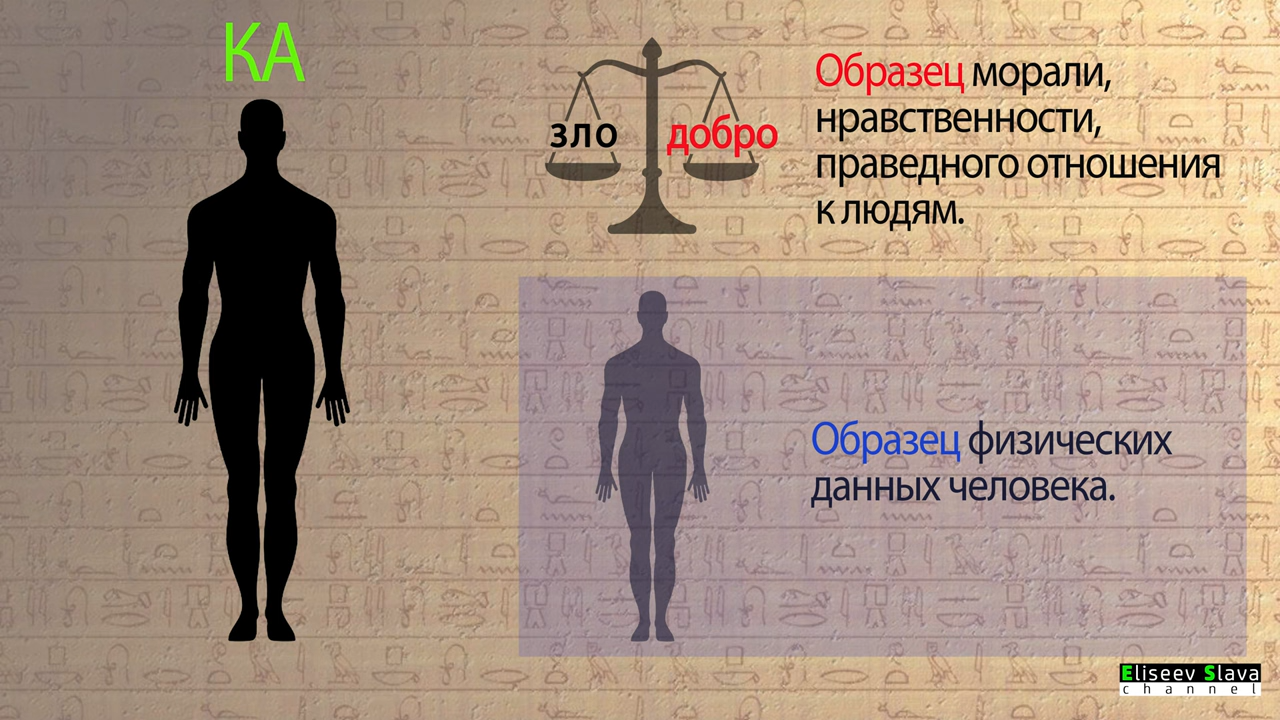 КА
зло добро
Образец морали,
нравственности,
праведного отношения
к людям.
Образец физических
данных человека.
Eliseev Slava
channel